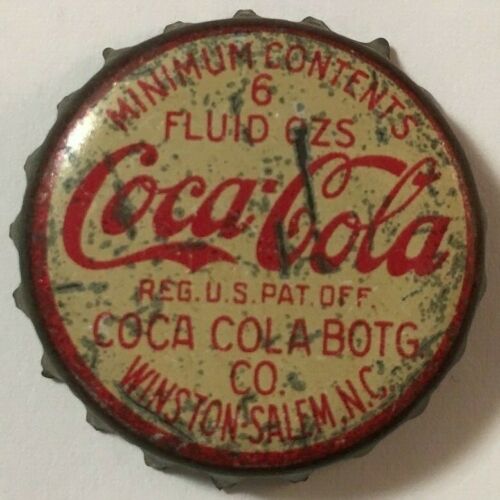 MINIMUM CONTENTS
6
FLUID OZS
Coca-Cola
REG. U.S. PAT. OFF.
COCA COLA BOTG
CO.
WINSTON-SALEM, N.C.